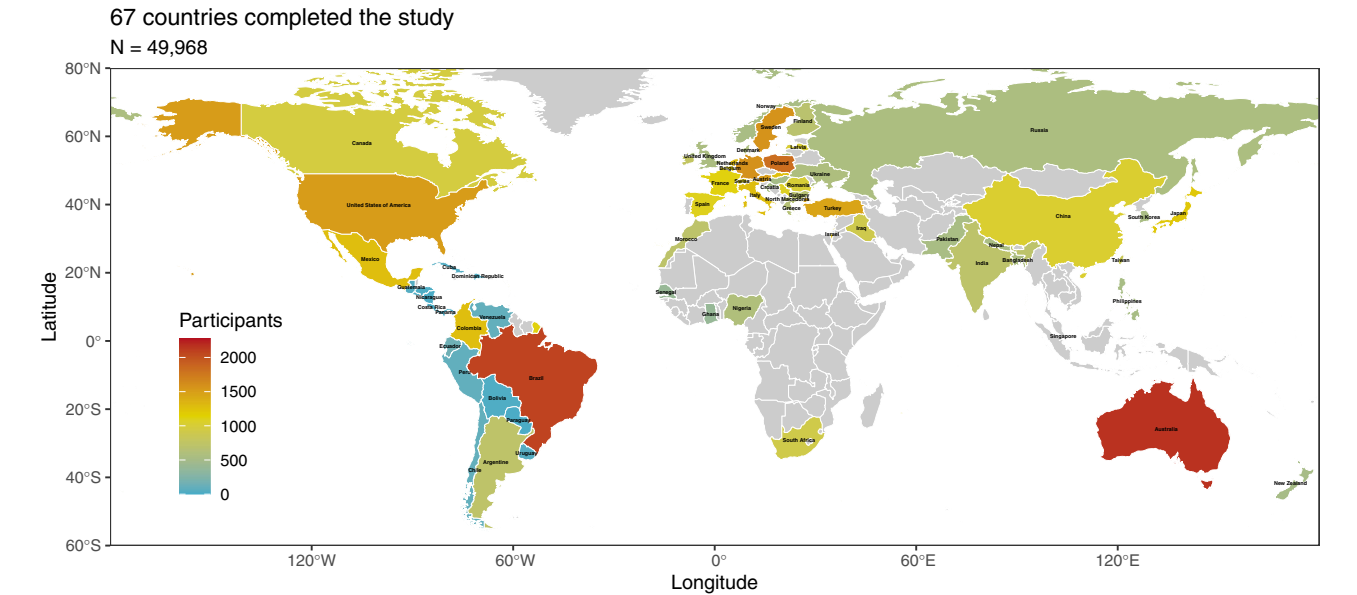 67 countries completed the study
N = 49,968
80°N
60°N
40°N
20°N
0°
20°S
40°S
60°S
Latitude
120°W
60°W
0°
60°E
120°E
Longitude
Participants
2000
1500
1000
500
0
Canada
United States of America
Mexico
Cuba
Dominican Republic
Guatemala
Nicaragua
Costa Rica
Panama
Venezuela
Colombia
Ecuador
Peru
Brasil
Bolivia
Paraguay
Uruguay
Argentine
Chile
Norway
Sweden
Finland
Latvia
Denmark
United Kingdom
Netherlands
Belgium
Poland
Ukraine
France
Swiss
Austria
Croatia
Romania
Bulgary
Italy
North Macedonia
Spain
Greece
Turkey
Morocco
Israel
Iraq
Senegal
Ghana
Nigeria
South Africa
Russia
China
South Korea
Japan
Pakistan
Nepal
India
Bangladesh
Taiwan
Philippines
Singapore
Australia
New Zealand